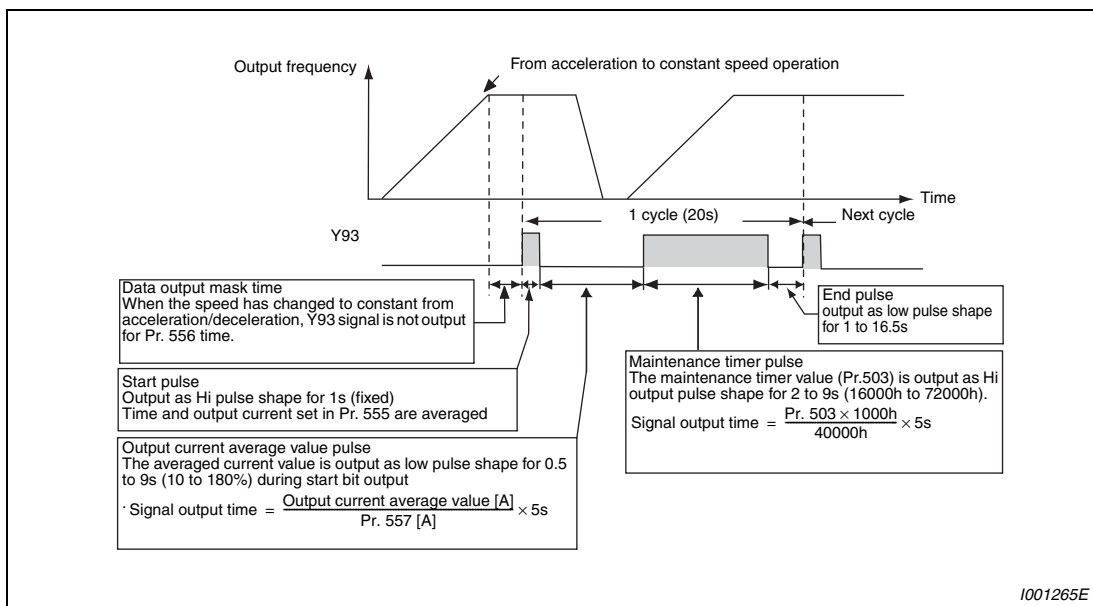 Output frequency
From acceleration to constant speed operation
Time
1 cycle (20s)
Next cycle
Y93
Data output mask time
When the speed has changed to constant from
acceleration/deceleration, Y93 signal is not output
for Pr. 556 time.
End pulse
output as low pulse shape
for 1 to 16.5s
Start pulse
Output as Hi pulse shape for 1s (fixed)
Time and output current set in Pr. 555 are averaged
Maintenance timer pulse
The maintenance timer value (Pr.503) is output as Hi
output pulse shape for 2 to 9s (16000h to 72000h).
Signal output time = Pr. 503 × 1000h / 40000h × 5s
Output current average value pulse
The averaged current value is output as low pulse shape for 0.5
to 9s (10 to 180%) during start bit output
· Signal output time = Output current average value [A] / Pr. 557 [A] × 5s
I001265E